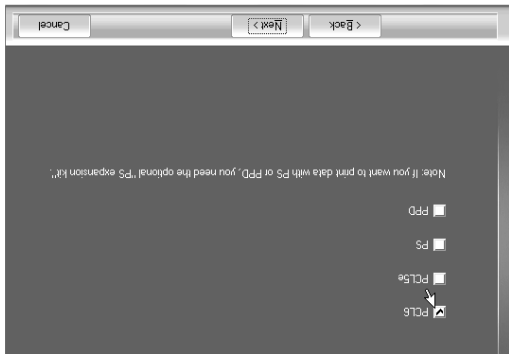 PCL6
PCL5e
PS
PPD
Note: If you want to print data with PS or PPD, you need the optional "PS expansion kit".
< Back
Next >
Cancel